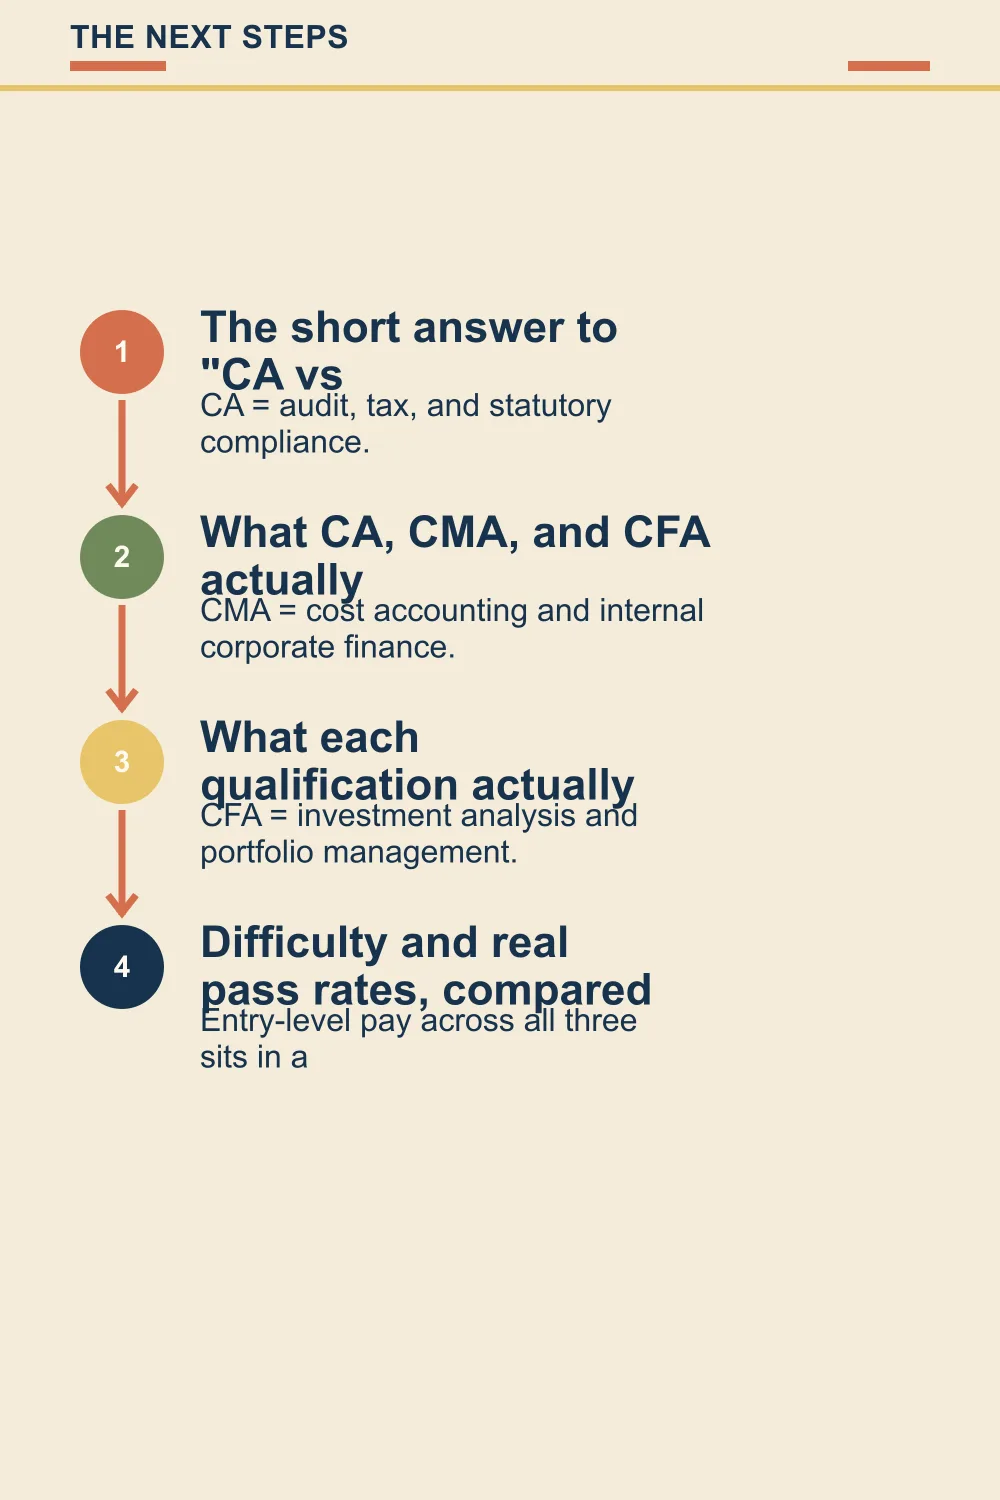 THE NEXT STEPS
1
The short answer to
"CA vs
CA = audit, tax, and statutory
compliance.
2
What CA, CMA, and CFA
actually
CMA = cost accounting and internal
corporate finance.
3
What each
qualification actually
CFA = investment analysis and
portfolio management.
4
Difficulty and real
pass rates, compared
Entry-level pay across all three
sits in a